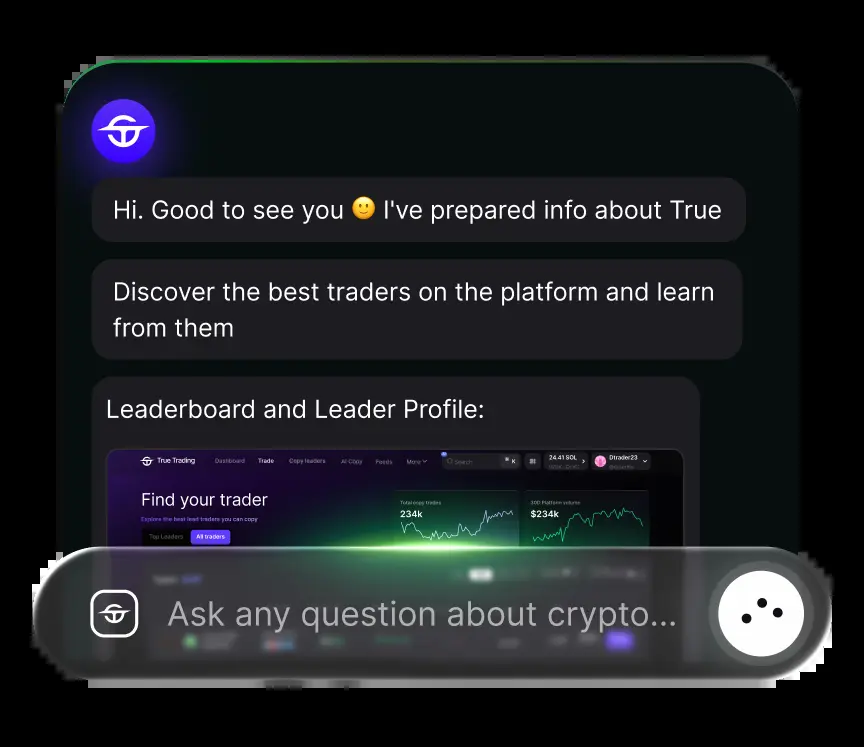 Hi. Good to see you 🙂 I've prepared info about True
Discover the best traders on the platform and learn
from them
Leaderboard and Leader Profile:
True Trading Dashboard Trade Copy leaders AI Copy Feeds More Search K 24.41 SOL Dtrader23
Find your trader
Explore the best lead traders you can copy
Top Leaders All traders
Total copy trades
234k
30D Platform volume
$234k
Ask any question about crypto...